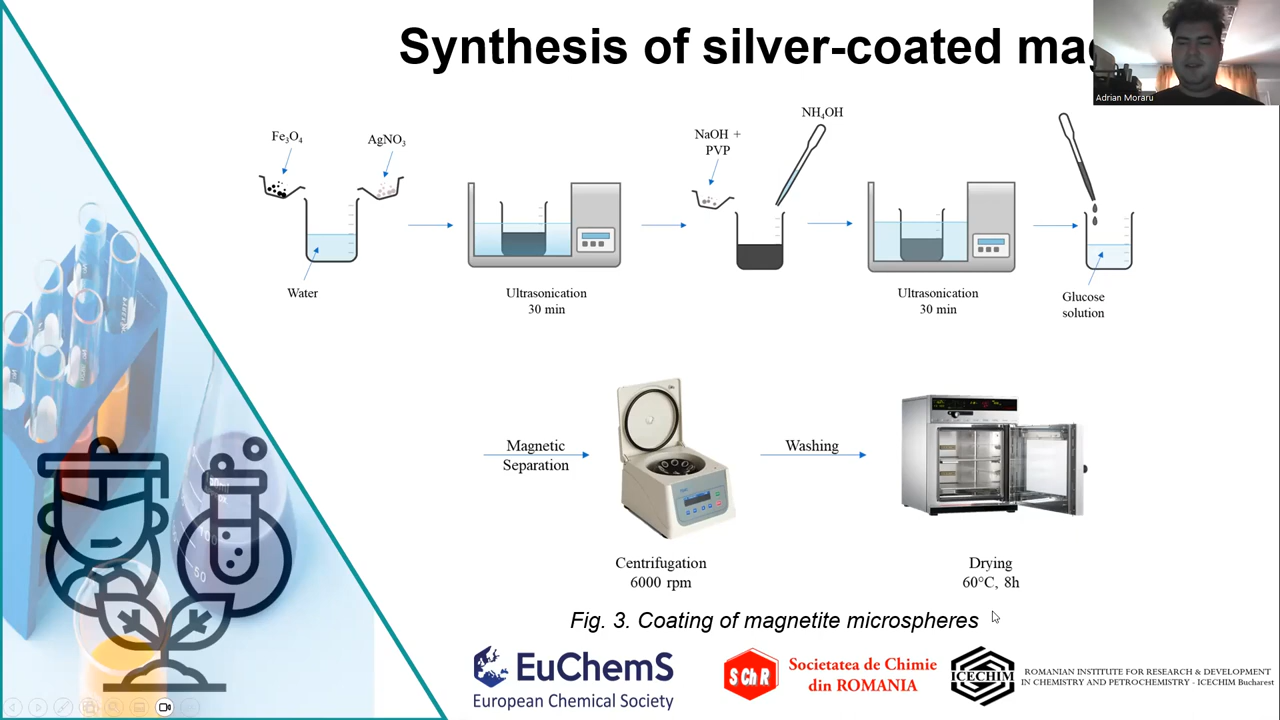 Synthesis of silver-coated mag
Adrian Moraru
Fe₃O₄
AgNO₃
NaOH +
PVP
NH₄OH
Water
Ultrasonication
30 min
Ultrasonication
30 min
Glucose
solution
Magnetic
Separation
Washing
Centrifugation
6000 rpm
Drying
60°C, 8h
Fig. 3. Coating of magnetite microspheres
EuChemS
European Chemical Society
SChR
Societatea de Chimie
din ROMANIA
ICECHIM
ROMANIAN INSTITUTE FOR RESEARCH & DEVELOPMENT
IN CHEMISTRY AND PETROCHEMISTRY - ICECHIM Bucharest